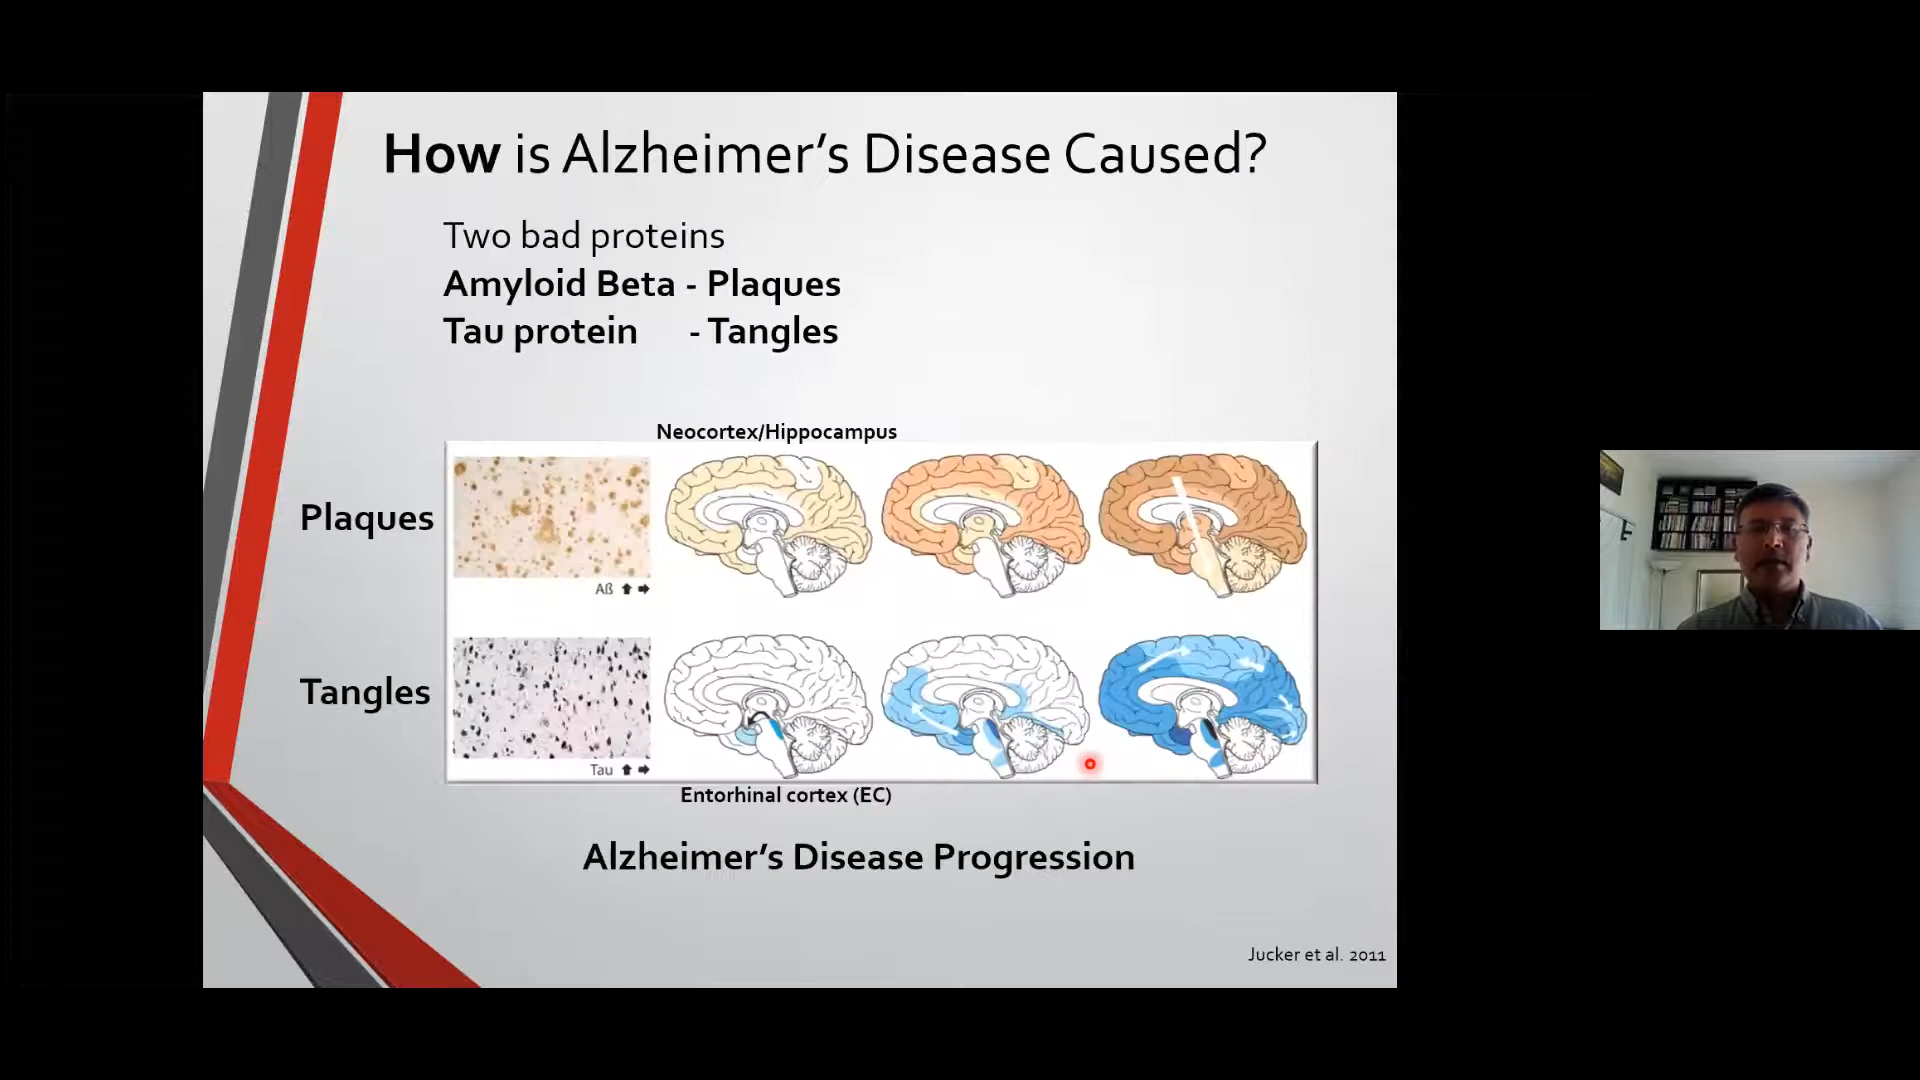 How is Alzheimer’s Disease Caused?
Two bad proteins
Amyloid Beta - Plaques
Tau protein - Tangles
Neocortex/Hippocampus
Plaques
Aß
Tangles
Tau
Entorhinal cortex (EC)
Alzheimer’s Disease Progression
Jucker et al. 2011